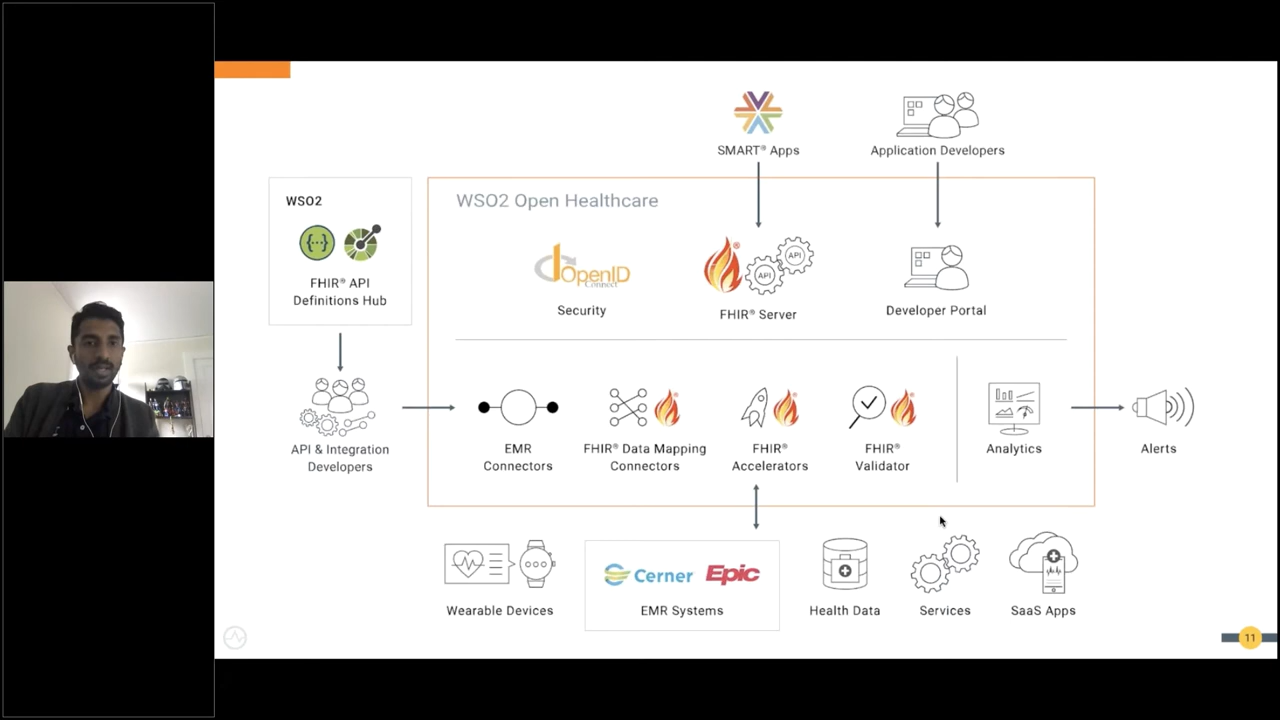 SMART® Apps
Application Developers
WSO2
FHIR® API
Definitions Hub
WSO2 Open Healthcare
OpenID
Connect
Security
API
API
FHIR® Server
Developer Portal
API & Integration
Developers
EMR
Connectors
FHIR® Data Mapping
Connectors
FHIR®
Accelerators
FHIR®
Validator
Analytics
Alerts
Wearable Devices
Cerner
Epic
EMR Systems
Health Data
Services
SaaS Apps
11